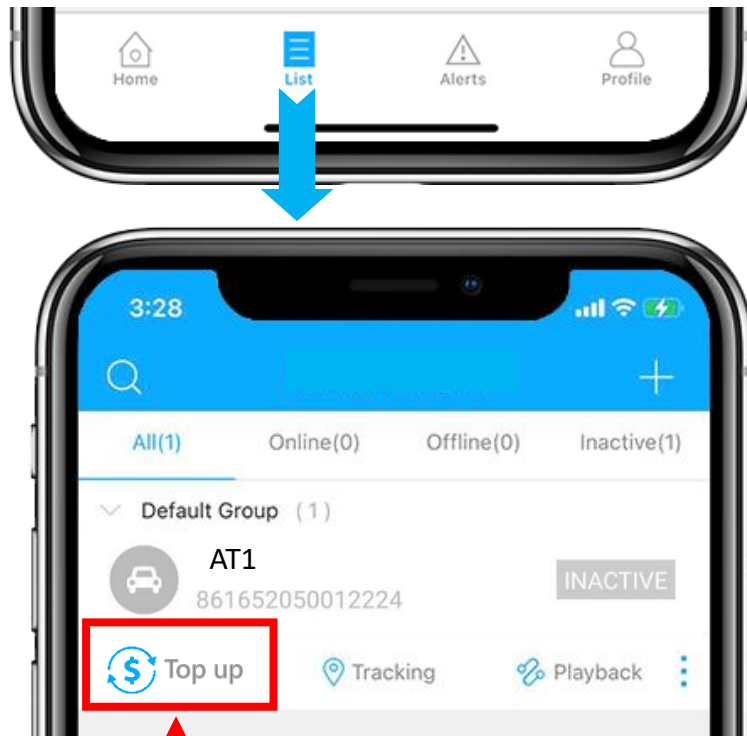 Home List Alerts Profile
3:28
All(1) Online(0) Offline(0) Inactive(1)
Default Group (1)
AT1
861652050012224
INACTIVE
$ Top up Tracking Playback